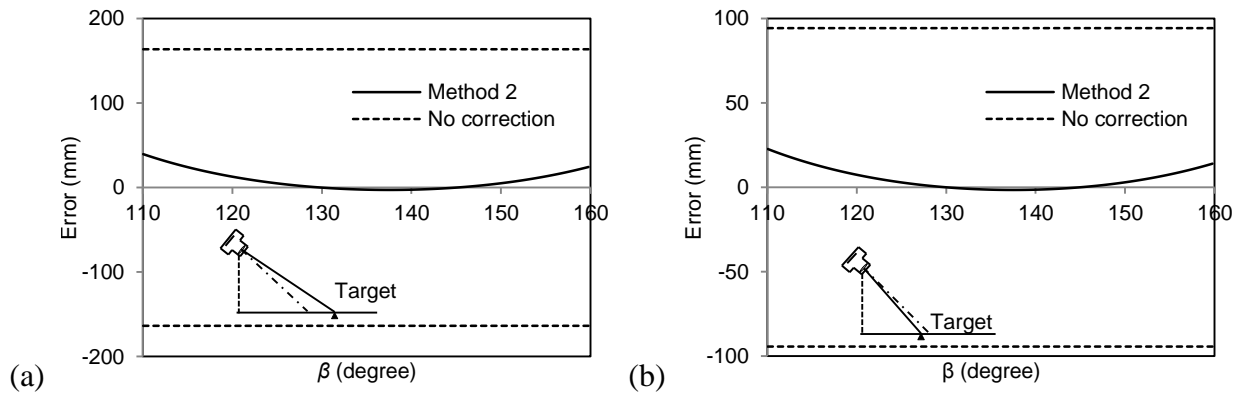 200
100
0
-100
-200
Error (mm)
110 120 130 140 150 160
Method 2
No correction
Target
β (degree)
(a)
100
50
0
-50
-100
Error (mm)
110 120 130 140 150 160
Method 2
No correction
Target
β (degree)
(b)